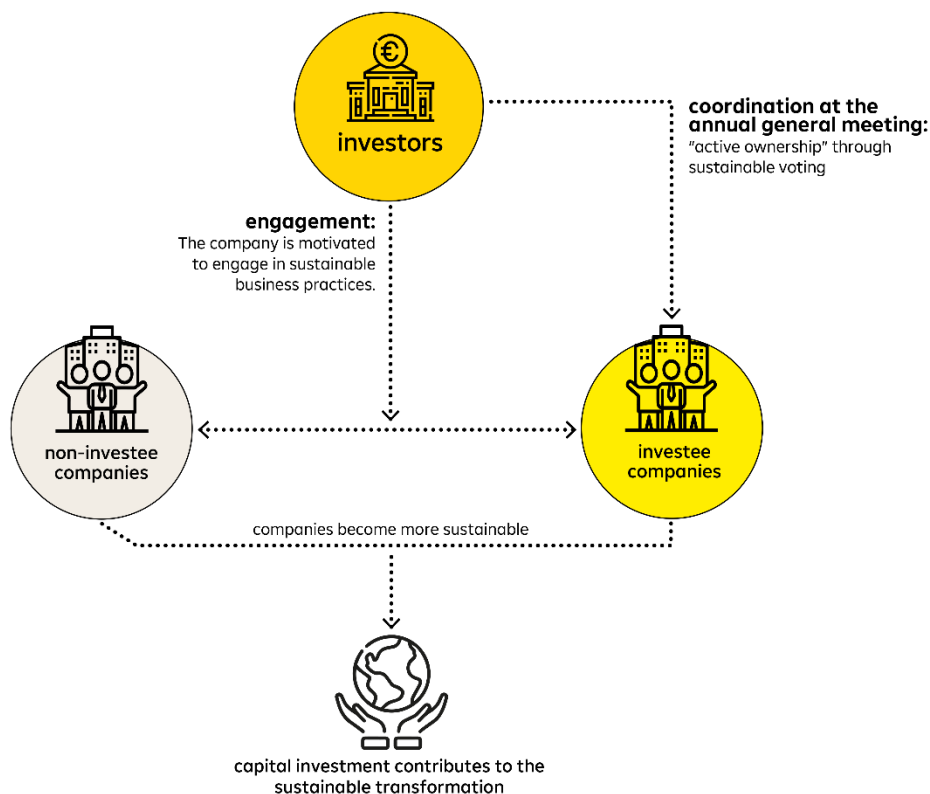 €
investors
coordination at the
annual general meeting:
"active ownership" through
sustainable voting
engagement:
The company is motivated
to engage in sustainable
business practices.
non-investee
companies
investee
companies
companies become more sustainable
capital investment contributes to the
sustainable transformation